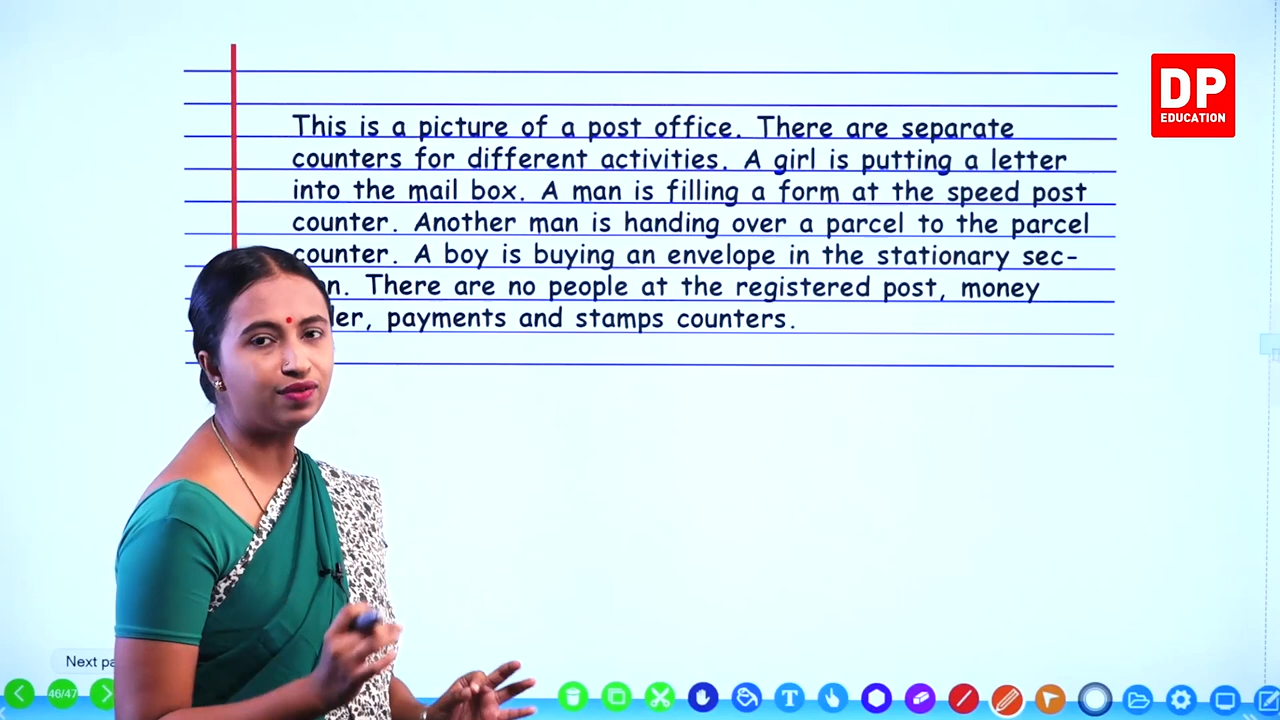 DP
EDUCATION
This is a picture of a post office. There are separate
counters for different activities. A girl is putting a letter
into the mail box. A man is filling a form at the speed post
counter. Another man is handing over a parcel to the parcel
counter. A boy is buying an envelope in the stationary sec-
There are no people at the registered post, money
payments and stamps counters.
Next
46/47
T